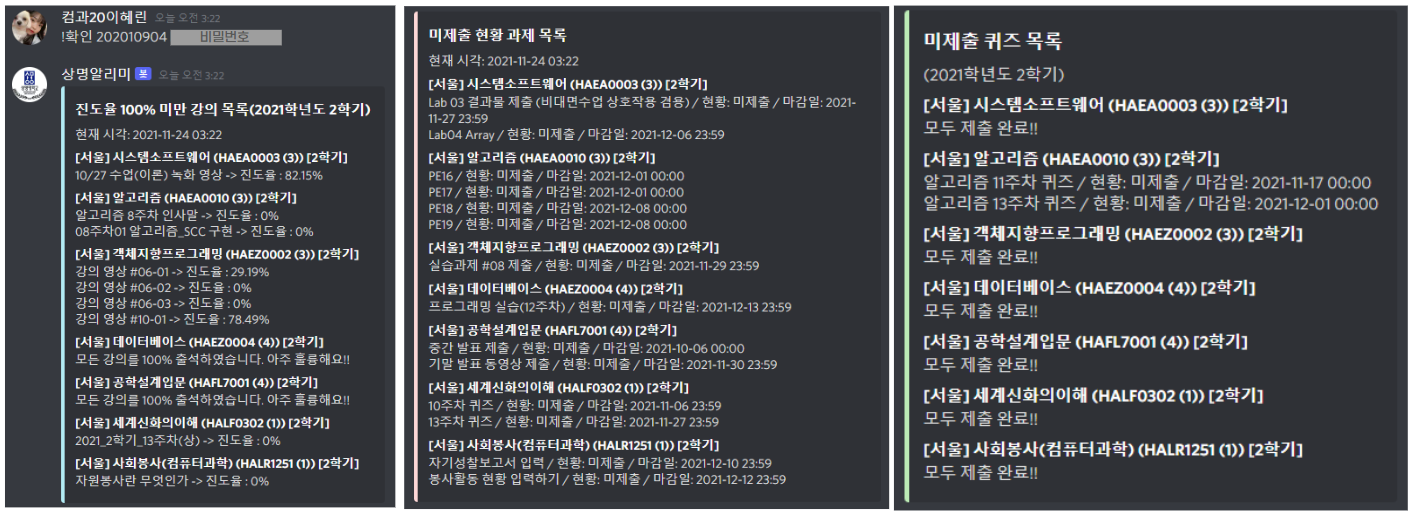 컴과20이혜린 오늘 오전 3:22
!확인 202010904 비밀번호
상명알리미 봇 오늘 오전 3:22
진도율 100% 미만 강의 목록(2021학년도 2학기)
현재 시각: 2021-11-24 03:22
[서울] 시스템소프트웨어 (HAEA0003 (3)) [2학기]
10/27 수업(이론) 녹화 영상 -> 진도율 : 82.15%
[서울] 알고리즘 (HAEA0010 (3)) [2학기]
알고리즘 8주차 인사말 -> 진도율 : 0%
08주차01 알고리즘_SCC 구현 -> 진도율 : 0%
[서울] 객체지향프로그래밍 (HAEZ0002 (3)) [2학기]
강의 영상 #06-01 -> 진도율 : 29.19%
강의 영상 #06-02 -> 진도율 : 0%
강의 영상 #06-03 -> 진도율 : 0%
강의 영상 #10-01 -> 진도율 : 78.49%
[서울] 데이터베이스 (HAEZ0004 (4)) [2학기]
모든 강의를 100% 출석하였습니다. 아주 훌륭해요!!
[서울] 공학설계입문 (HAFL7001 (4)) [2학기]
모든 강의를 100% 출석하였습니다. 아주 훌륭해요!!
[서울] 세계신화의이해 (HALF0302 (1)) [2학기]
2021_2학기_13주차(상) -> 진도율 : 0%
[서울] 사회봉사(컴퓨터과학) (HALR1251 (1)) [2학기]
자원봉사란 무엇인가 -> 진도율 : 0%
미제출 현황 과제 목록
현재 시각: 2021-11-24 03:22
[서울] 시스템소프트웨어 (HAEA0003 (3)) [2학기]
Lab 03 결과물 제출 (비대면수업 상호작용 겸용) / 현황: 미제출 / 마감일: 2021-
11-27 23:59
Lab04 Array / 현황: 미제출 / 마감일: 2021-12-06 23:59
[서울] 알고리즘 (HAEA0010 (3)) [2학기]
PE16 / 현황: 미제출 / 마감일: 2021-12-01 00:00
PE17 / 현황: 미제출 / 마감일: 2021-12-01 00:00
PE18 / 현황: 미제출 / 마감일: 2021-12-08 00:00
PE19 / 현황: 미제출 / 마감일: 2021-12-08 00:00
[서울] 객체지향프로그래밍 (HAEZ0002 (3)) [2학기]
실습과제 #08 제출 / 현황: 미제출 / 마감일: 2021-11-29 23:59
[서울] 데이터베이스 (HAEZ0004 (4)) [2학기]
프로그래밍 실습(12주차) / 현황: 미제출 / 마감일: 2021-12-13 23:59
[서울] 공학설계입문 (HAFL7001 (4)) [2학기]
중간 발표 제출 / 현황: 미제출 / 마감일: 2021-10-06 00:00
기말 발표 동영상 제출 / 현황: 미제출 / 마감일: 2021-11-30 23:59
[서울] 세계신화의이해 (HALF0302 (1)) [2학기]
10주차 퀴즈 / 현황: 미제출 / 마감일: 2021-11-06 23:59
13주차 퀴즈 / 현황: 미제출 / 마감일: 2021-11-27 23:59
[서울] 사회봉사(컴퓨터과학) (HALR1251 (1)) [2학기]
자기성찰보고서 입력 / 현황: 미제출 / 마감일: 2021-12-10 23:59
봉사활동 현황 입력하기 / 현황: 미제출 / 마감일: 2021-12-12 23:59
미제출 퀴즈 목록
(2021학년도 2학기)
[서울] 시스템소프트웨어 (HAEA0003 (3)) [2학기]
모두 제출 완료!!
[서울] 알고리즘 (HAEA0010 (3)) [2학기]
알고리즘 11주차 퀴즈 / 현황: 미제출 / 마감일: 2021-11-17 00:00
알고리즘 13주차 퀴즈 / 현황: 미제출 / 마감일: 2021-12-01 00:00
[서울] 객체지향프로그래밍 (HAEZ0002 (3)) [2학기]
모두 제출 완료!!
[서울] 데이터베이스 (HAEZ0004 (4)) [2학기]
모두 제출 완료!!
[서울] 공학설계입문 (HAFL7001 (4)) [2학기]
모두 제출 완료!!
[서울] 세계신화의이해 (HALF0302 (1)) [2학기]
모두 제출 완료!!
[서울] 사회봉사(컴퓨터과학) (HALR1251 (1)) [2학기]
모두 제출 완료!!